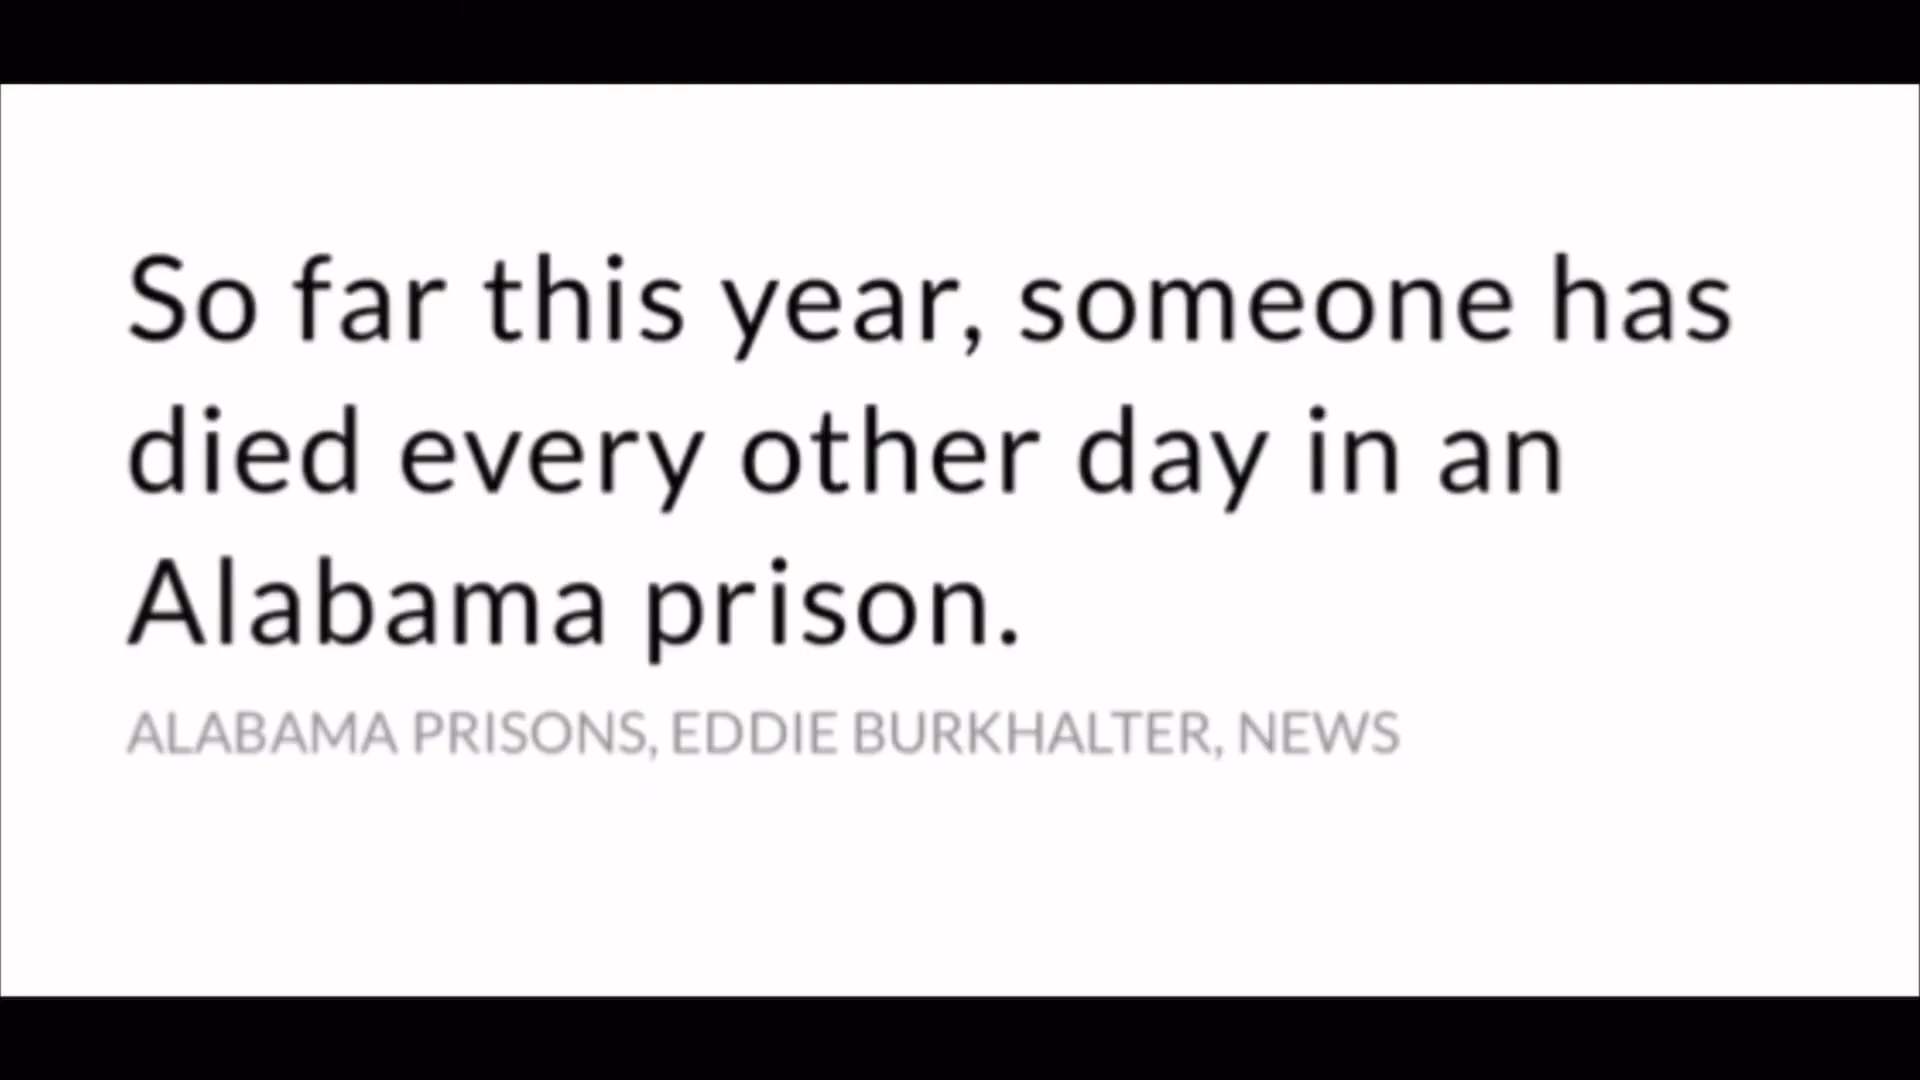 So far this year, someone has
died every other day in an
Alabama prison.
ALABAMA PRISONS, EDDIE BURKHALTER, NEWS